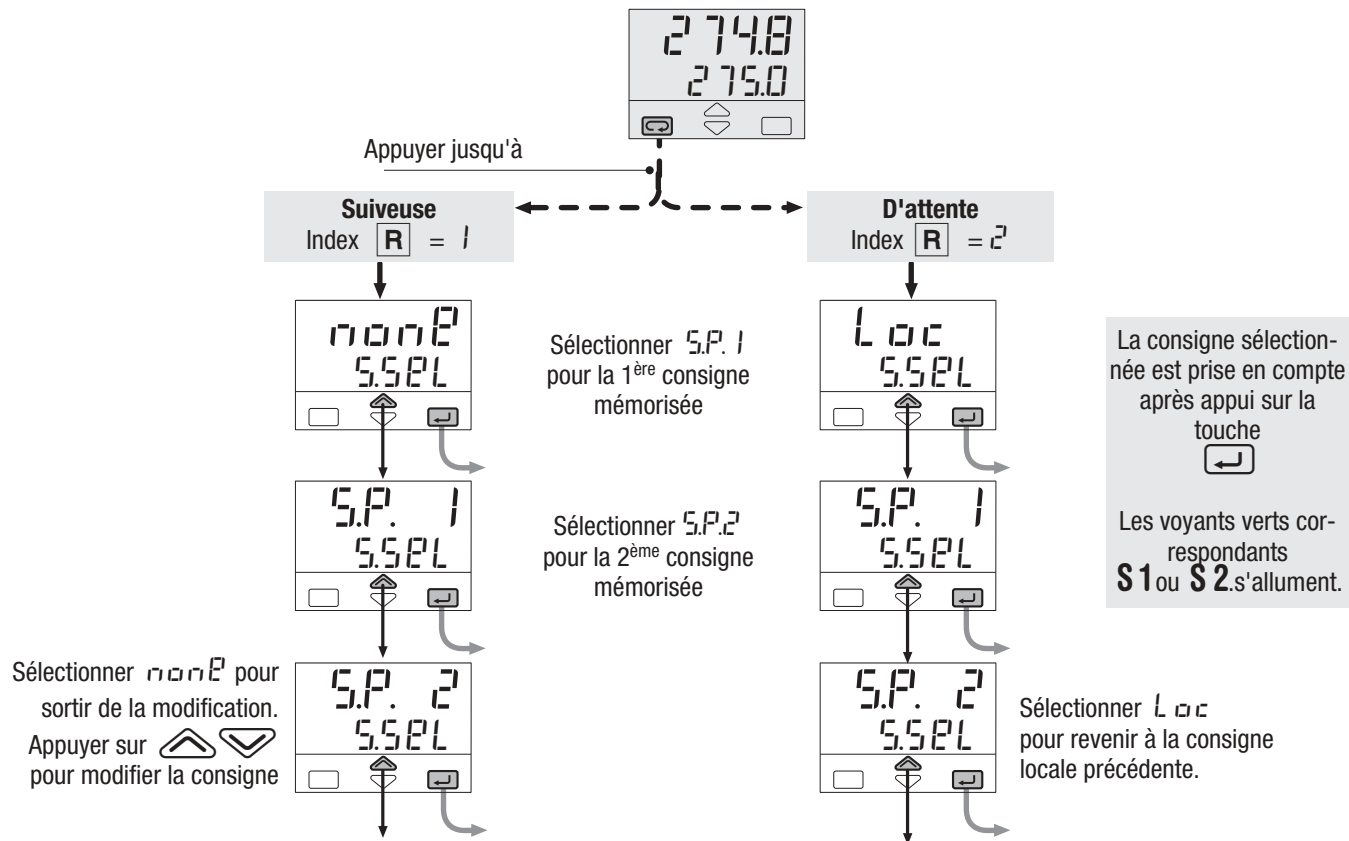 274.8
275.0
Appuyer jusqu'à
Suiveuse
Index R = 1
D'attente
Index R = 2
nonE
S.SEL
Sélectionner S.P. 1
pour la 1ère consigne
mémorisée
Loc
S.SEL
La consigne sélection-
née est prise en compte
après appui sur la
touche
Les voyants verts cor-
respondants
S 1 ou S 2.s'allument.
S.P. 1
S.SEL
Sélectionner S.P.2
pour la 2ème consigne
mémorisée
S.P. 1
S.SEL
Sélectionner nonE pour
sortir de la modification.
Appuyer sur
pour modifier la consigne
S.P. 2
S.SEL
S.P. 2
S.SEL
Sélectionner Loc
pour revenir à la consigne
locale précédente.